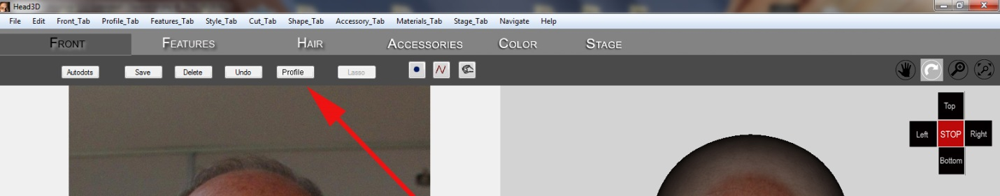 Head3D
File Edit Front_Tab Profile_Tab Features_Tab Style_Tab Cut_Tab Shape_Tab Accessory_Tab Materials_Tab Stage_Tab Navigate Help
FRONT FEATURES HAIR ACCESSORIES COLOR STAGE
Autodots Save Delete Undo Profile Lasso
Top
Left STOP Right
Bottom